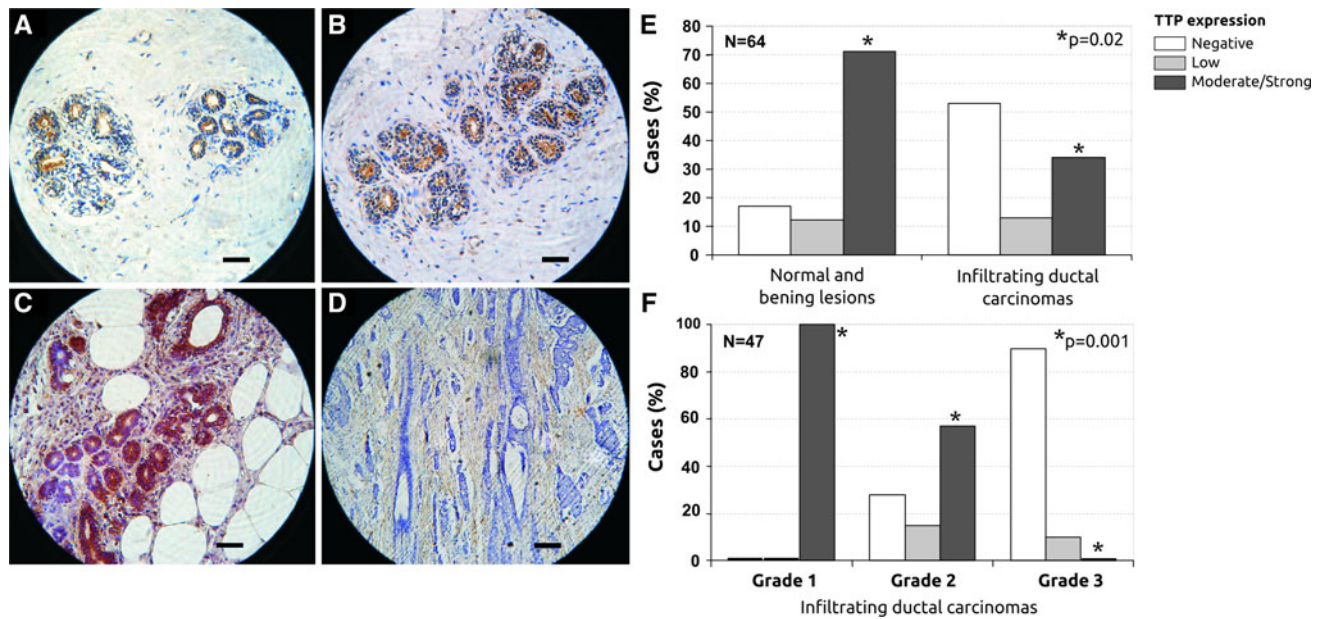 A
B
C
D
E
TTP expression
Negative
Low
Moderate/Strong
N=64
*p=0.02
Cases (%)
80
70
60
50
40
30
20
10
0
*
*
Normal and
bening lesions
Infiltrating ductal
carcinomas
F
N=47
*p=0.001
Cases (%)
100
80
60
40
20
0
*
*
*
Grade 1
Grade 2
Grade 3
Infiltrating ductal carcinomas